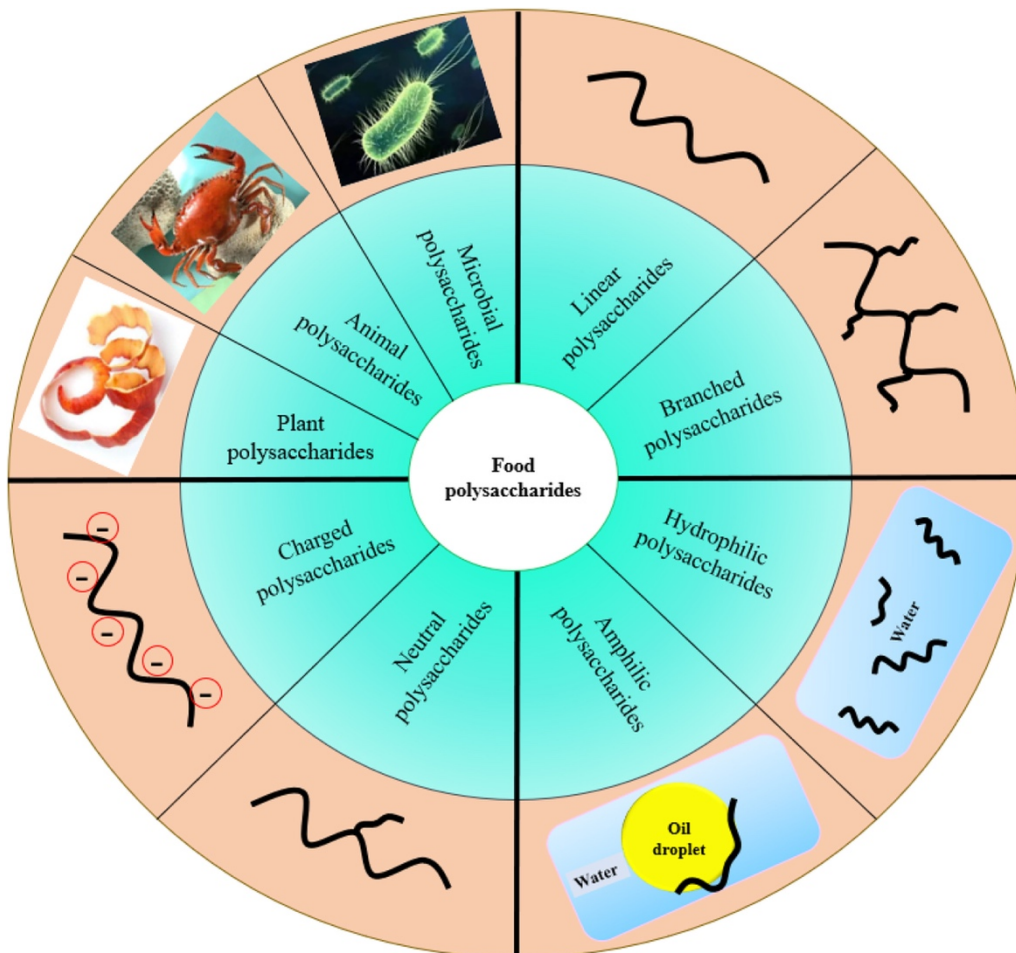 Microbial
polysaccharides
Linear
polysaccharides
Animal
polysaccharides
Branched
polysaccharides
Plant
polysaccharides
Food
polysaccharides
Charged
polysaccharides
Hydrophilic
polysaccharides
Neutral
polysaccharides
Amphilic
polysaccharides
Water
Oil
droplet
Water
-
-
-
-
-